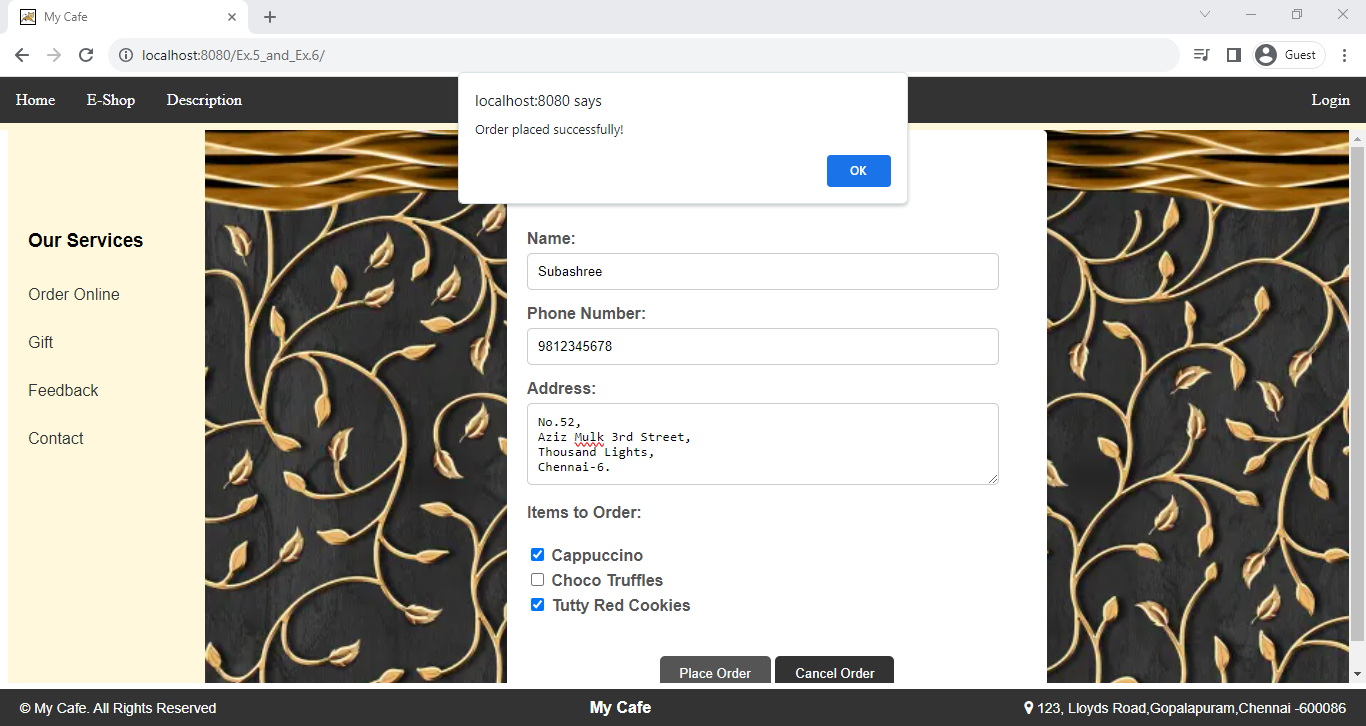 My Cafe
localhost:8080/Ex.5_and_Ex.6/
Guest
Home E-Shop Description Login
localhost:8080 says
Order placed successfully!
OK
Our Services
Order Online
Gift
Feedback
Contact
Name:
Subashree
Phone Number:
9812345678
Address:
No.52,
Aziz Mulk 3rd Street,
Thousand Lights,
Chennai-6.
Items to Order:
Cappuccino
Choco Truffles
Tutty Red Cookies
Place Order Cancel Order
© My Cafe. All Rights Reserved My Cafe 123, Lloyds Road,Gopalapuram,Chennai -600086